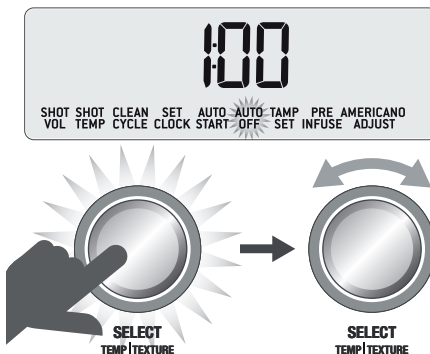 1:00
SHOT SHOT CLEAN SET AUTO AUTO TAMP PRE AMERICANO
VOL TEMP CYCLE CLOCK START OFF SET INFUSE ADJUST
SELECT SELECT
TEMP|TEXTURE TEMP|TEXTURE